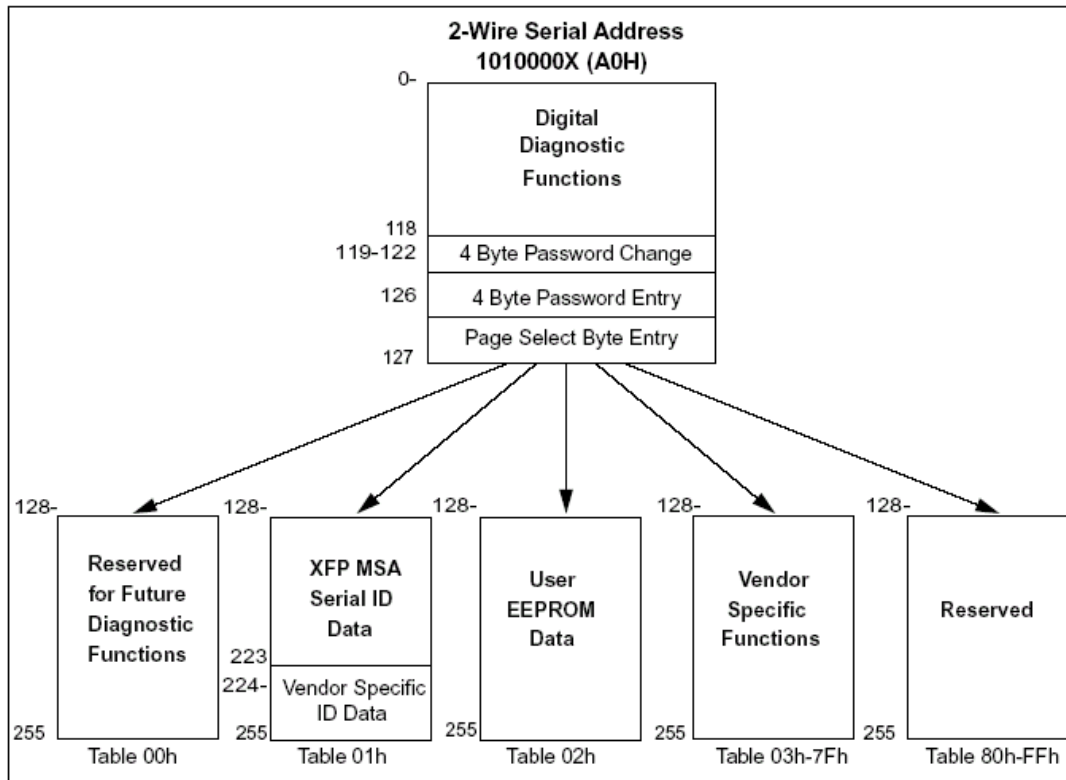 2-Wire Serial Address
1010000X (A0H)
0-
Digital
Diagnostic
Functions
118
119-122
4 Byte Password Change
126
4 Byte Password Entry
Page Select Byte Entry
127
128-
Reserved
for Future
Diagnostic
Functions
255
Table 00h
128-
XFP MSA
Serial ID
Data
223
224-
Vendor Specific
ID Data
255
Table 01h
128-
User
EEPROM
Data
255
Table 02h
128-
Vendor
Specific
Functions
255
Table 03h-7Fh
128-
Reserved
255
Table 80h-FFh